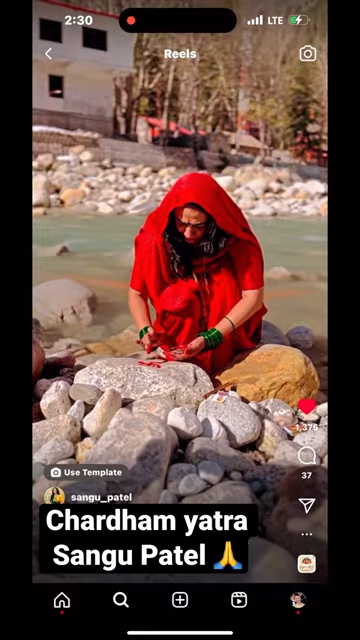 2:30
LTE
Reels
1,375
37
Use Template
sangu_patel
Chardham yatra
Sangu Patel 🙏